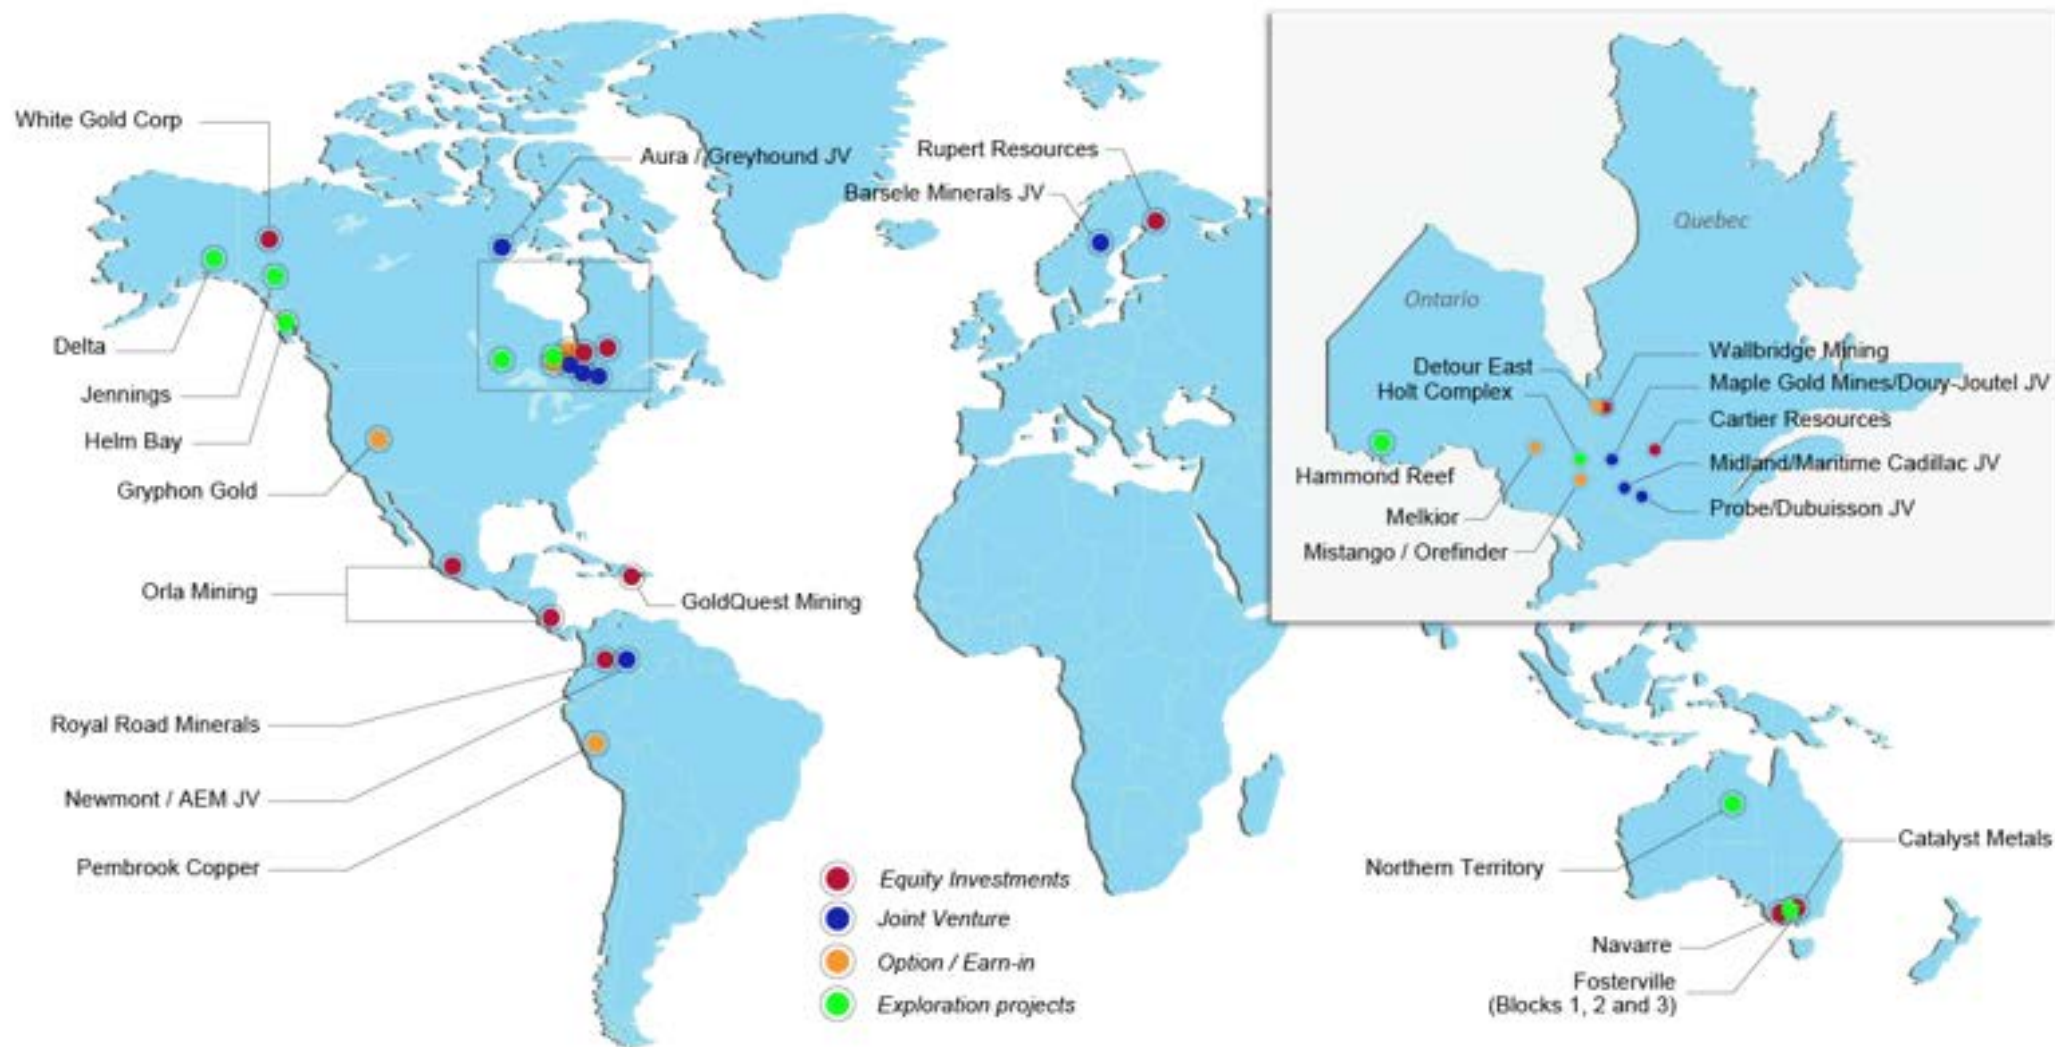 White Gold Corp
Aura / Greyhound JV
Rupert Resources
Barsele Minerals JV
Delta
Jennings
Helm Bay
Gryphon Gold
Orla Mining
GoldQuest Mining
Royal Road Minerals
Newmont / AEM JV
Pembrook Copper
Equity Investments
Joint Venture
Option / Earn-in
Exploration projects
Quebec
Ontario
Detour East
Holt Complex
Hammond Reef
Melkior
Mistango / Orefinder
Wallbridge Mining
Maple Gold Mines/Douy-Joutel JV
Cartier Resources
Midland/Maritime Cadillac JV
Probe/Dubuisson JV
Catalyst Metals
Northern Territory
Navarre
Fosterville
(Blocks 1, 2 and 3)